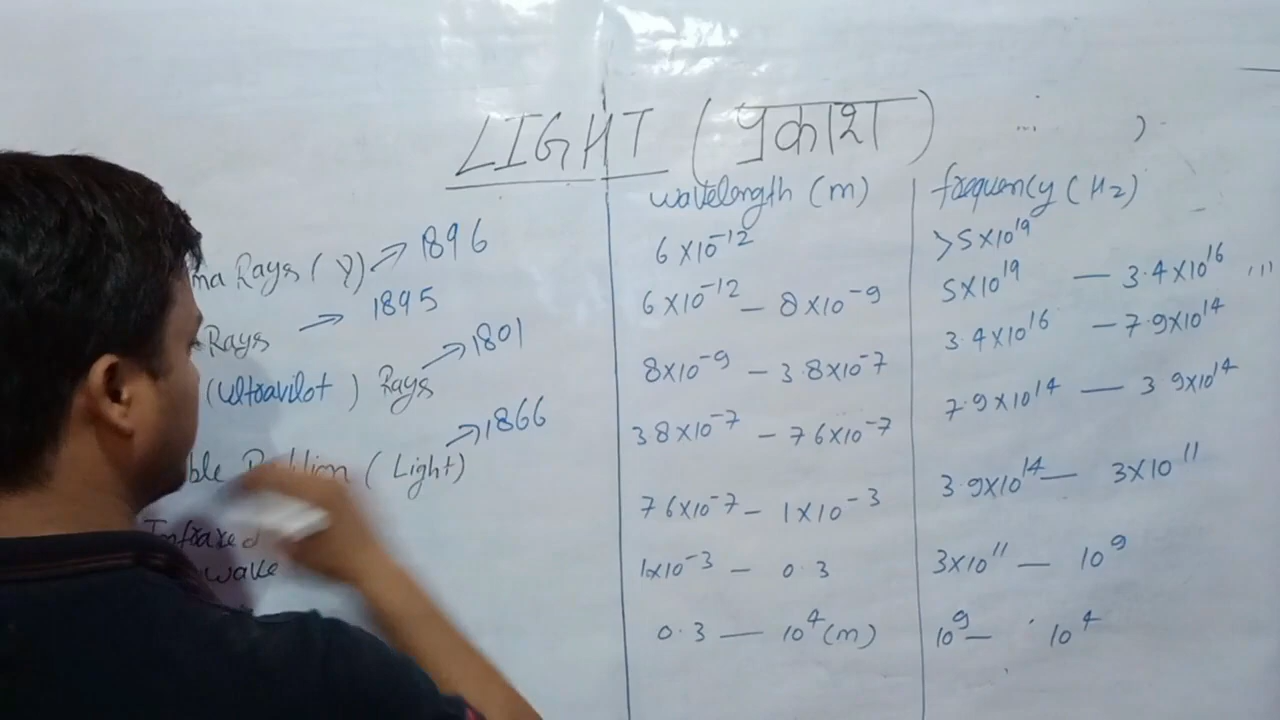 LIGHT (प्रकाश)
wavelength (m) frequency (Hz)
Rays (γ) → 1896 6×10⁻¹² >5×10¹⁹
Rays → 1895 6×10⁻¹² – 8×10⁻⁹ 5×10¹⁹ – 3.4×10¹⁶
(Ultravilot) Rays → 1801 8×10⁻⁹ – 3.8×10⁻⁷ 3.4×10¹⁶ – 7.9×10¹⁴
(Light) → 1866 3.8×10⁻⁷ – 7.6×10⁻⁷ 7.9×10¹⁴ – 3.9×10¹⁴
Infrared 7.6×10⁻⁷ – 1×10⁻³ 3.9×10¹⁴ – 3×10¹¹
wave 1×10⁻³ – 0.3 3×10¹¹ – 10⁹
0.3 – 10⁴(m) 10⁹ – 10⁴